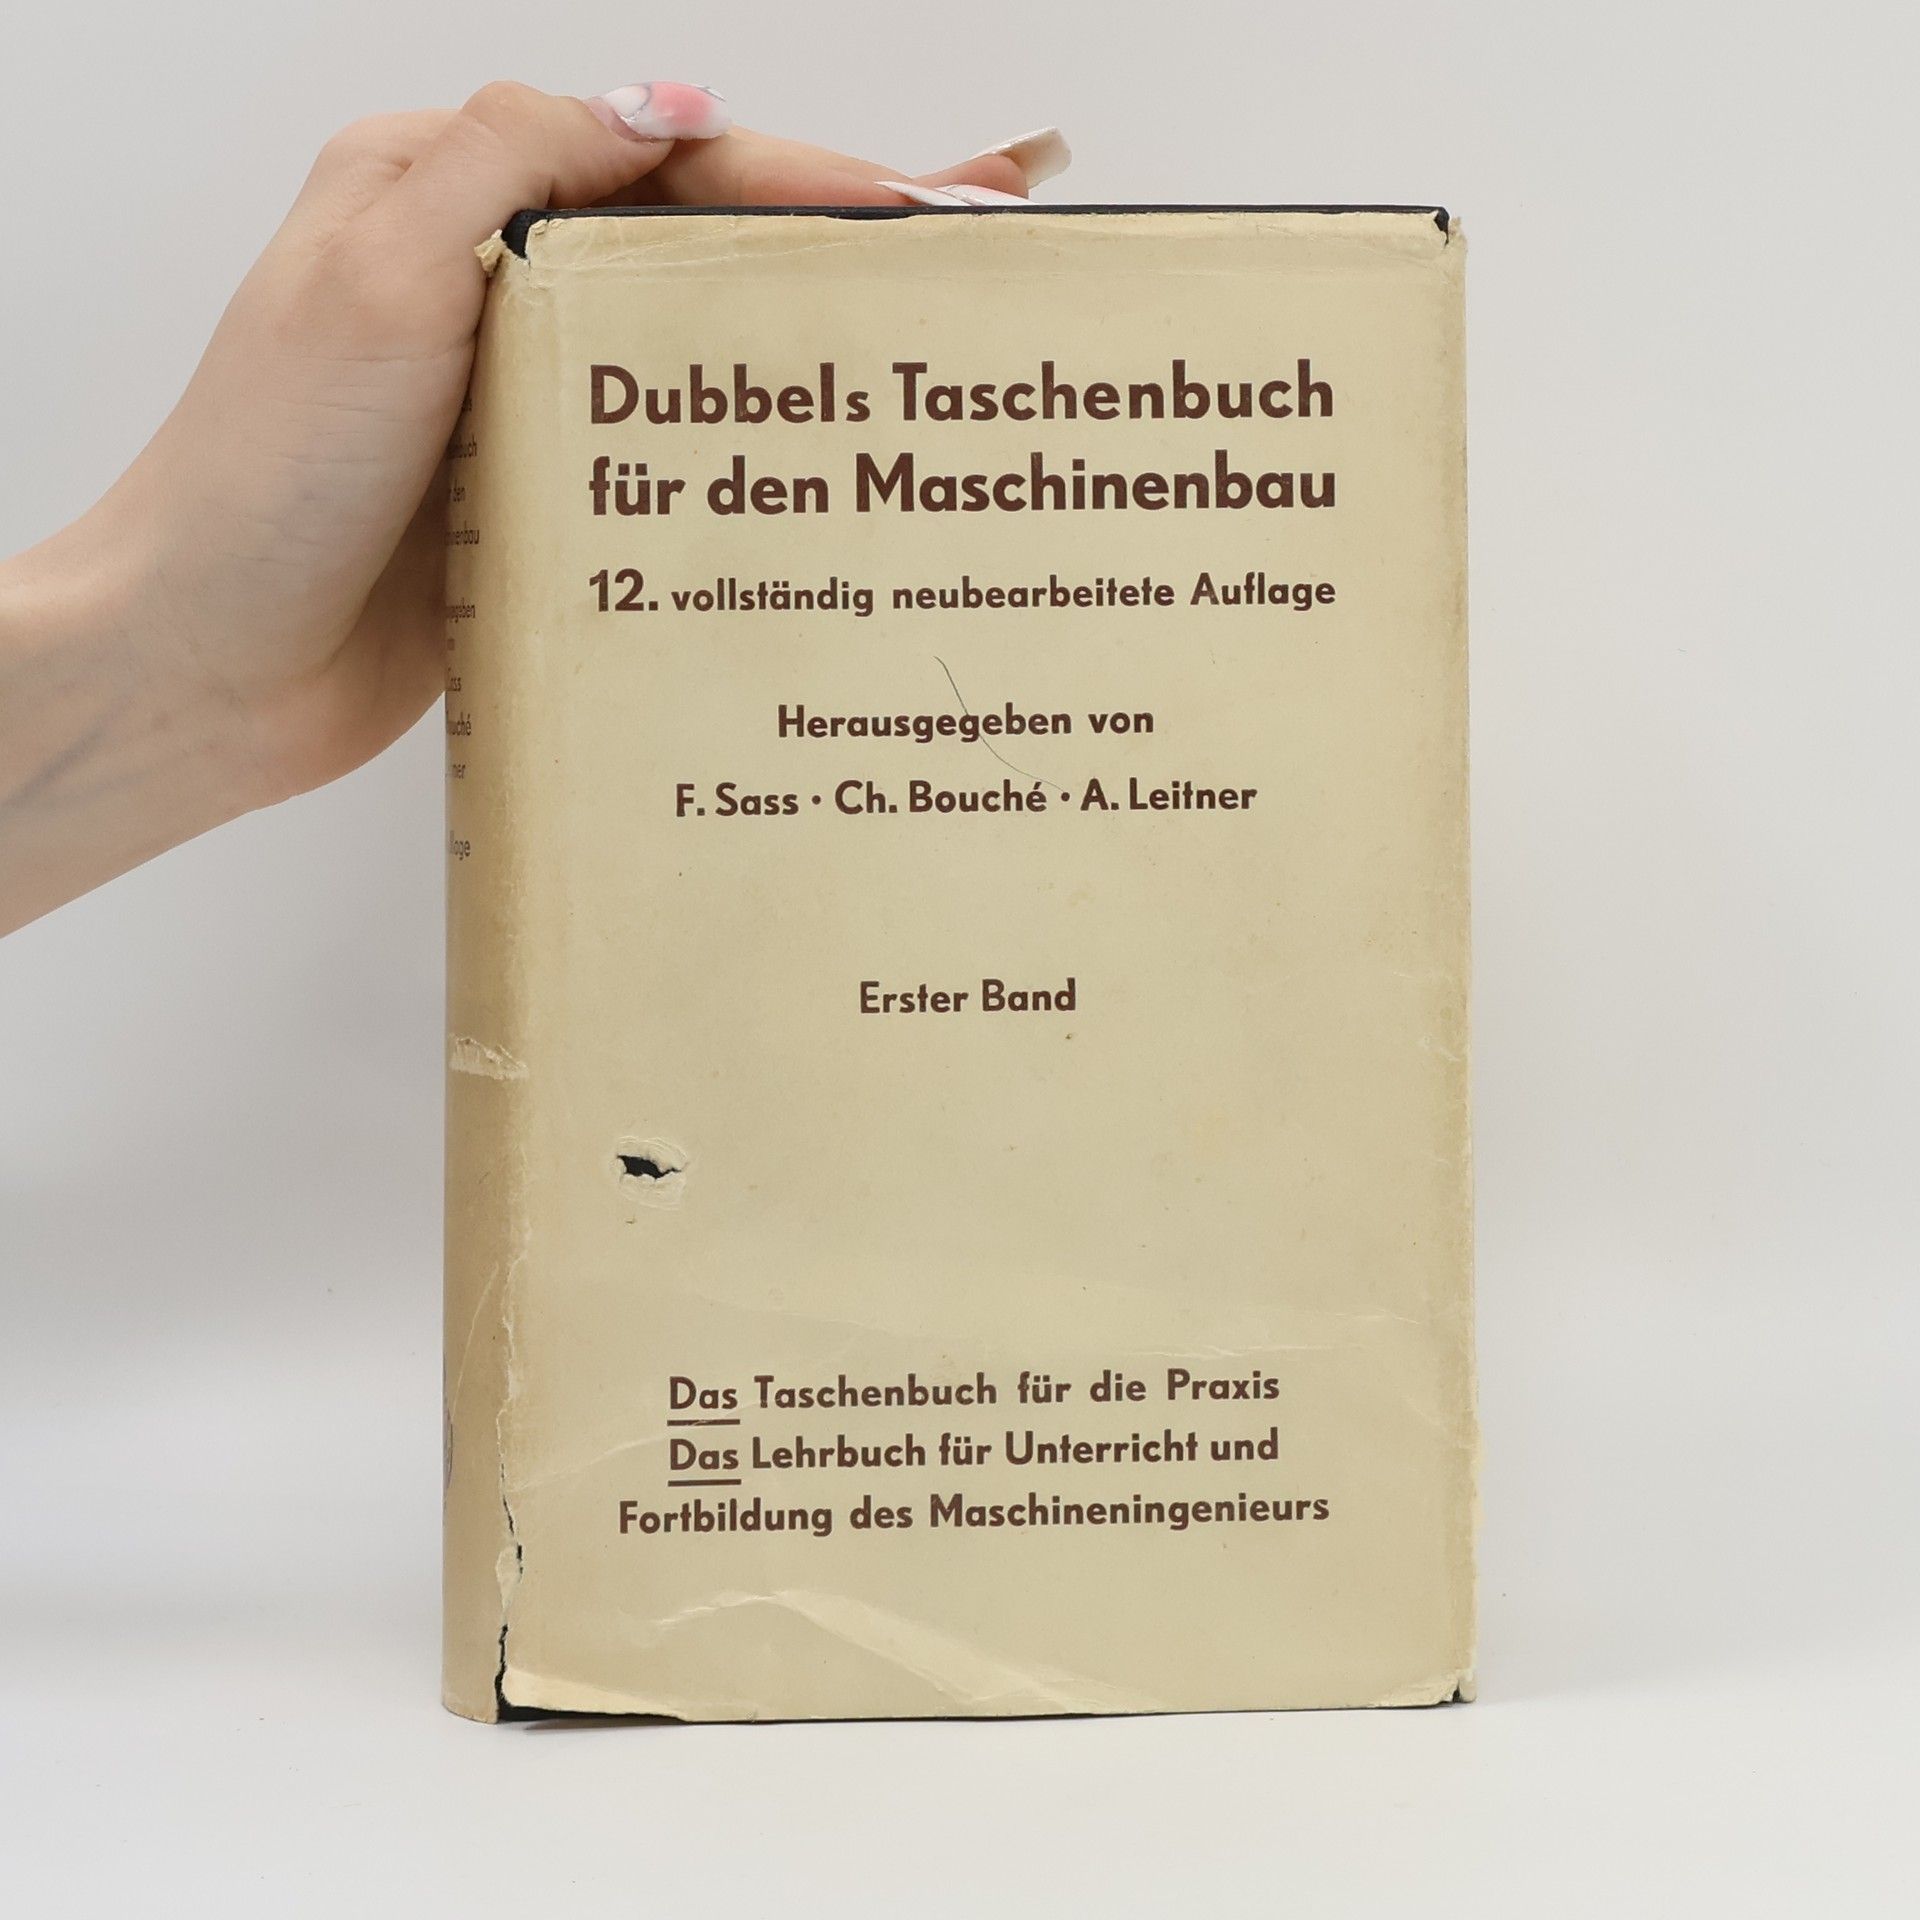 Dubbels Taschenbuch
für den Maschinenbau
12. vollständig neubearbeitete Auflage
Herausgegeben von
F. Sass · Ch. Bouché · A. Leitner
Erster Band
Das Taschenbuch für die Praxis
Das Lehrbuch für Unterricht und
Fortbildung des Maschineningenieurs